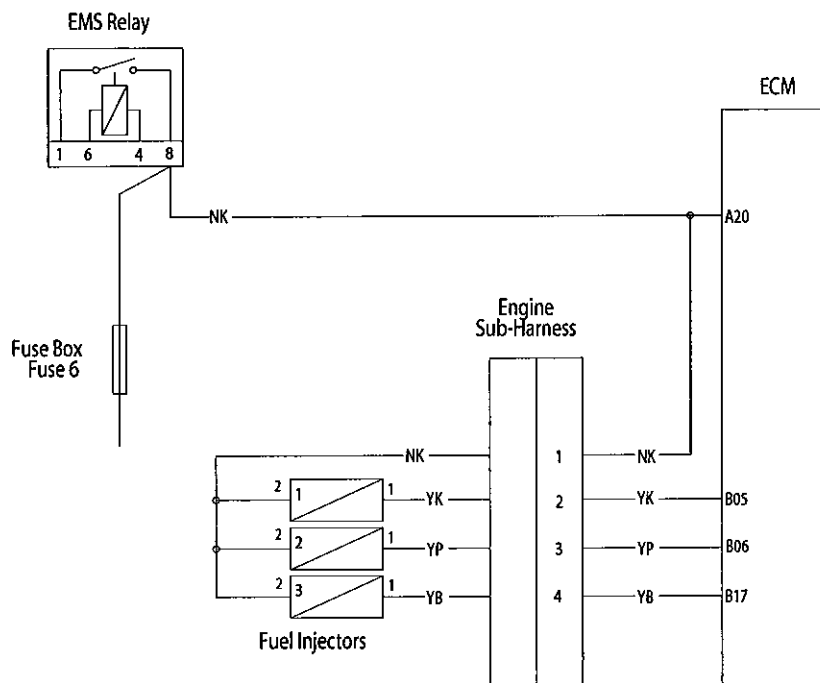 EMS Relay
ECM
1 6 4 8
NK
A20
Engine
Sub-Harness
Fuse Box
Fuse 6
NK 1 NK
2 1 1 YK 2 YK B05
2 2 1 YP 3 YP B06
2 3 1 YB 4 YB B17
Fuel Injectors